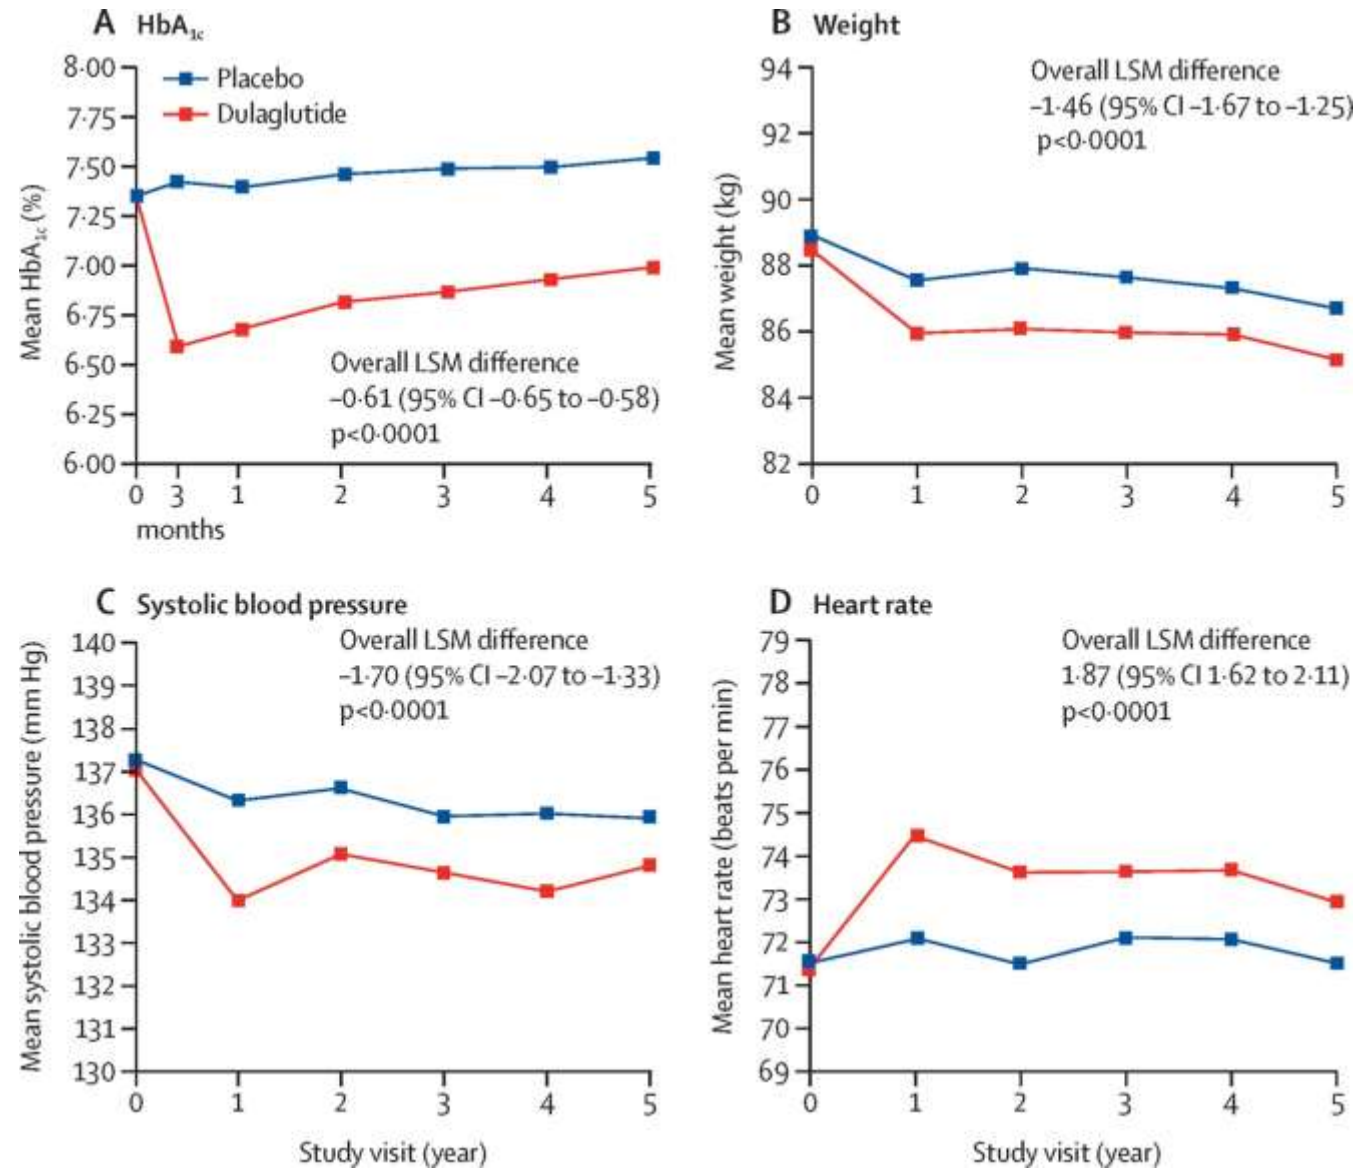 A HbA1c
8·00
7·75
7·50
7·25
7·00
6·75
6·50
6·25
6·00
Mean HbA1c (%)
Placebo
Dulaglutide
Overall LSM difference
–0·61 (95% CI –0·65 to –0·58)
p<0·0001
0 3 1 2 3 4 5
months
B Weight
94
92
90
88
86
84
82
Mean weight (kg)
Overall LSM difference
–1·46 (95% CI –1·67 to –1·25)
p<0·0001
0 1 2 3 4 5
C Systolic blood pressure
140
139
138
137
136
135
134
133
132
131
130
Mean systolic blood pressure (mm Hg)
Overall LSM difference
–1·70 (95% CI –2·07 to –1·33)
p<0·0001
0 1 2 3 4 5
Study visit (year)
D Heart rate
79
78
77
76
75
74
73
72
71
70
69
Mean heart rate (beats per min)
Overall LSM difference
1·87 (95% CI 1·62 to 2·11)
p<0·0001
0 1 2 3 4 5
Study visit (year)